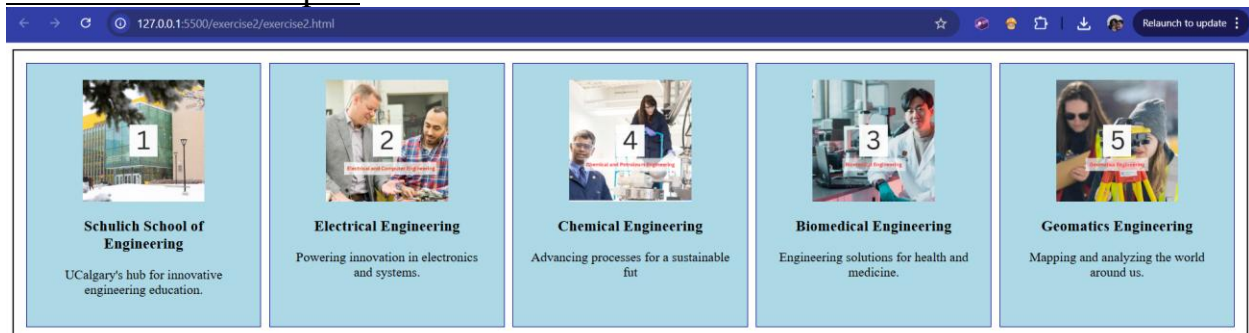 127.0.0.1:5500/exercise2/exercise2.html
Relaunch to update
1
Schulich School of
Engineering
UCalgary's hub for innovative
engineering education.
2
Electrical and Computer Engineering
Electrical Engineering
Powering innovation in electronics
and systems.
4
Chemical and Petroleum Engineering
Chemical Engineering
Advancing processes for a sustainable
fut
3
Biomedical Engineering
Biomedical Engineering
Engineering solutions for health and
medicine.
5
Geomatics Engineering
Geomatics Engineering
Mapping and analyzing the world
around us.